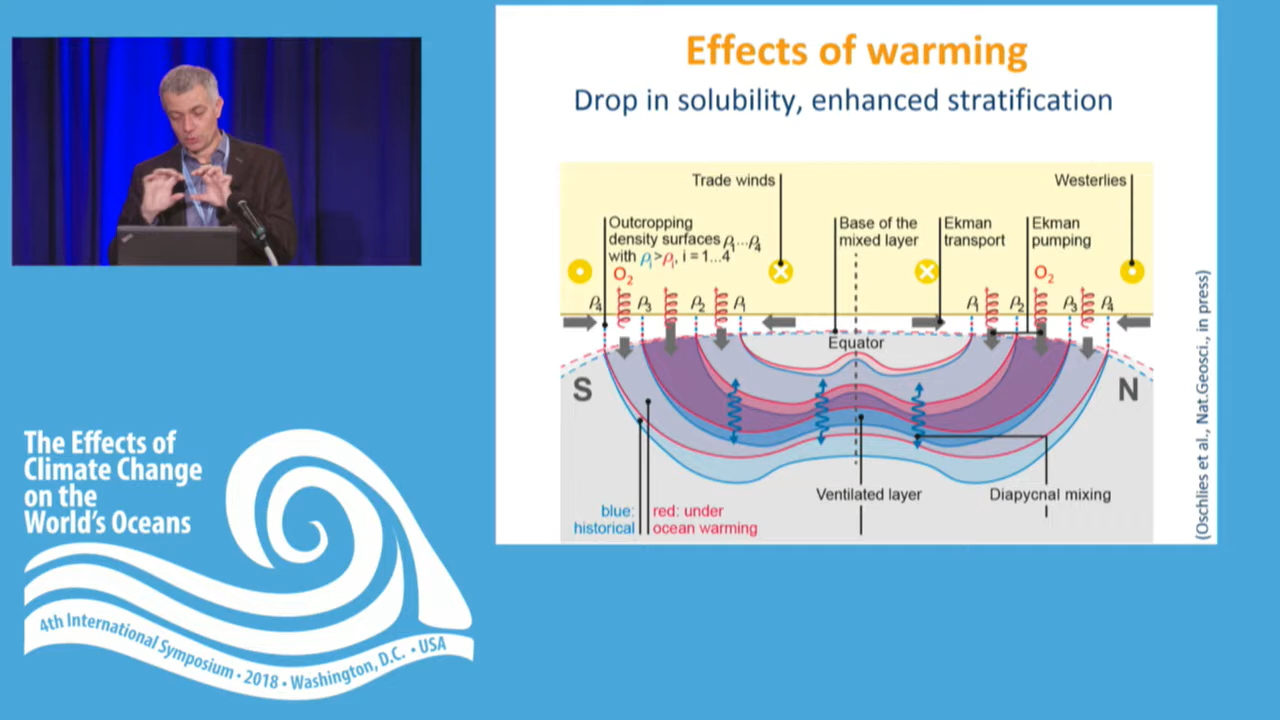 Effects of warming
Drop in solubility, enhanced stratification
Trade winds
Westerlies
Outcropping
density surfaces ρ1...ρ4
with ρi>ρi, i = 1...4
Base of the
mixed layer
Ekman
transport
Ekman
pumping
O2
O2
ρ4
ρ3
ρ2
ρ1
ρ1
ρ2
ρ3
ρ4
Equator
S
N
Ventilated layer
Diapycnal mixing
blue:
historical
red: under
ocean warming
(Oschlies et al., Nat.Geosci., in press)
The Effects of
Climate Change
on the
World's Oceans
4th International Symposium • 2018 • Washington, D.C. • USA